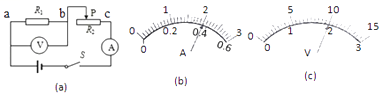 a R₁ b P c
R₂
V A
S
(a)
0 1 2 3
0 0.2 0.4 0.6
A
(b)
0 5 10 15
0 1 2 3
V
(c)